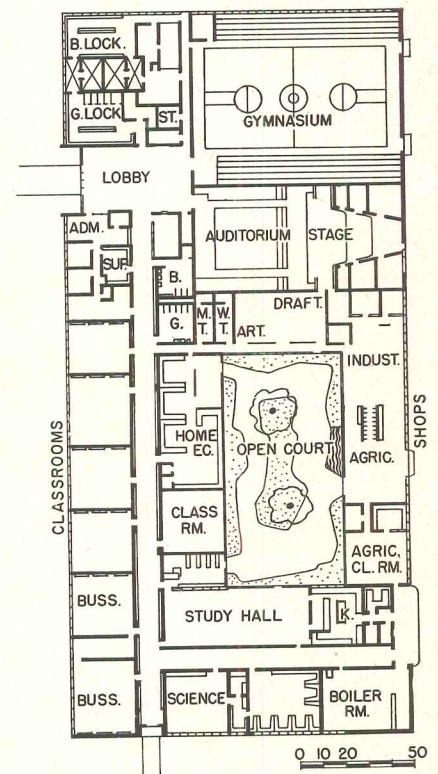 B. LOCK.
G. LOCK.
ST.
GYMNASIUM
LOBBY
ADM.
SUP.
AUDITORIUM
STAGE
B.
G.
M.
T.
W.
T.
ART.
DRAFT.
INDUST.
HOME
EC.
OPEN COURT
AGRIC.
SHOPS
CLASSROOMS
CLASS
RM.
AGRIC,
CL. RM.
BUSS.
STUDY HALL
K.
BUSS.
SCIENCE
BOILER
RM.
0 10 20 50